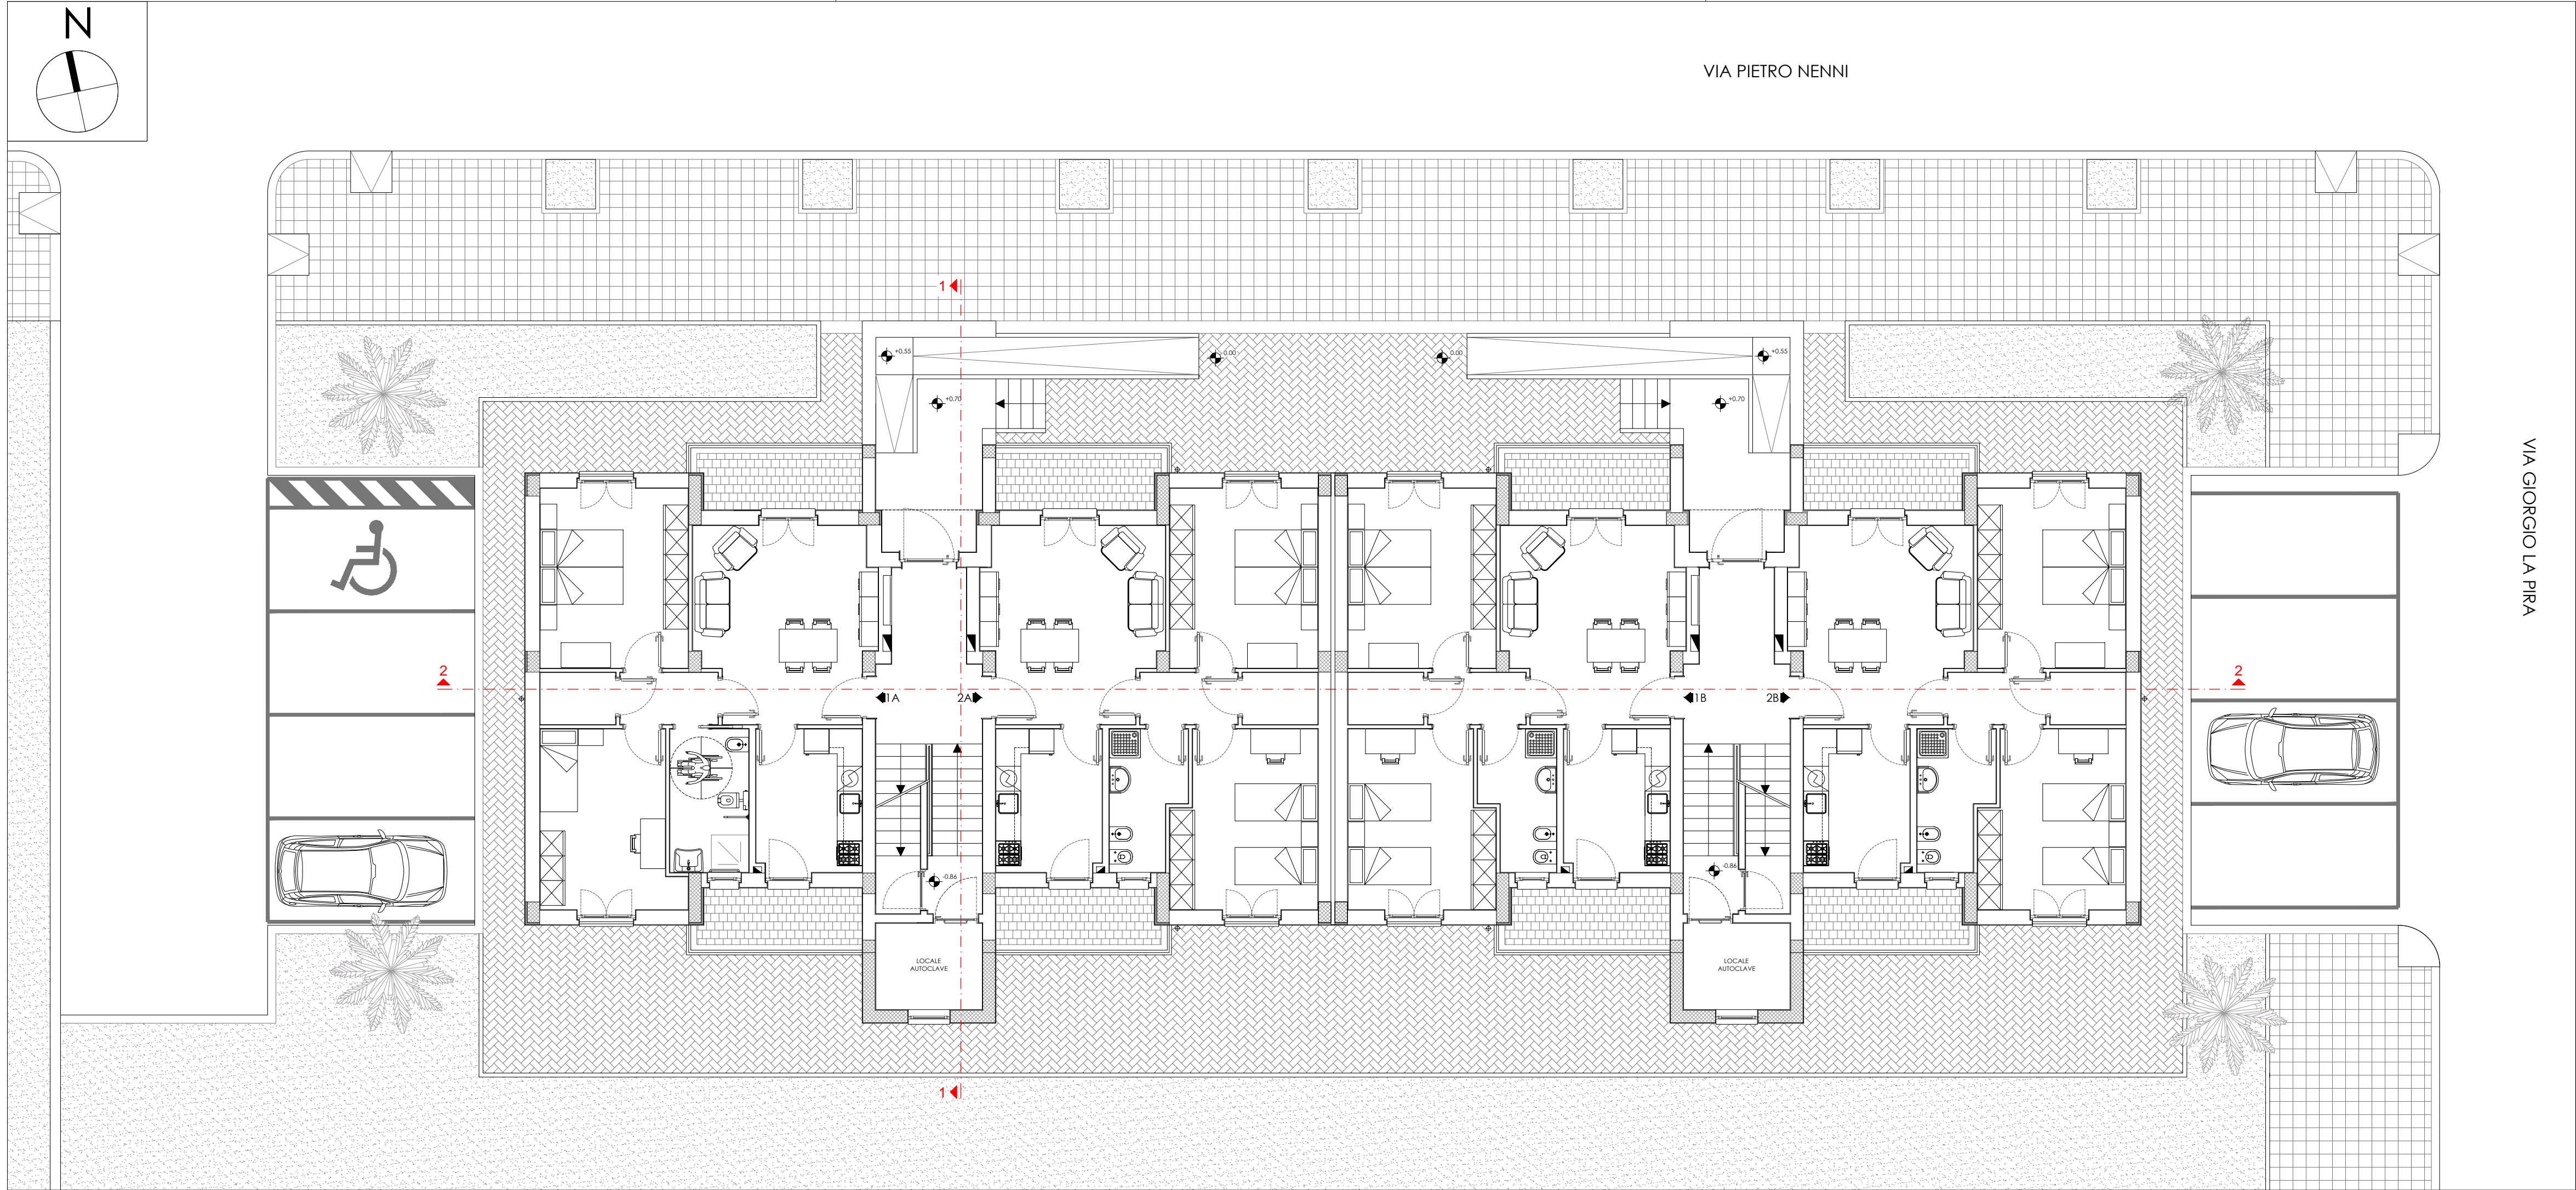 N
VIA PIETRO NENNI
1
+0.55
0.00
0.00
+0.55
+0.70
+0.70
VIA GIORGIO LA PIRA
2
2
1A
2A
1B
2B
-0.86
-0.86
LOCALE
AUTOCLAVE
LOCALE
AUTOCLAVE
1